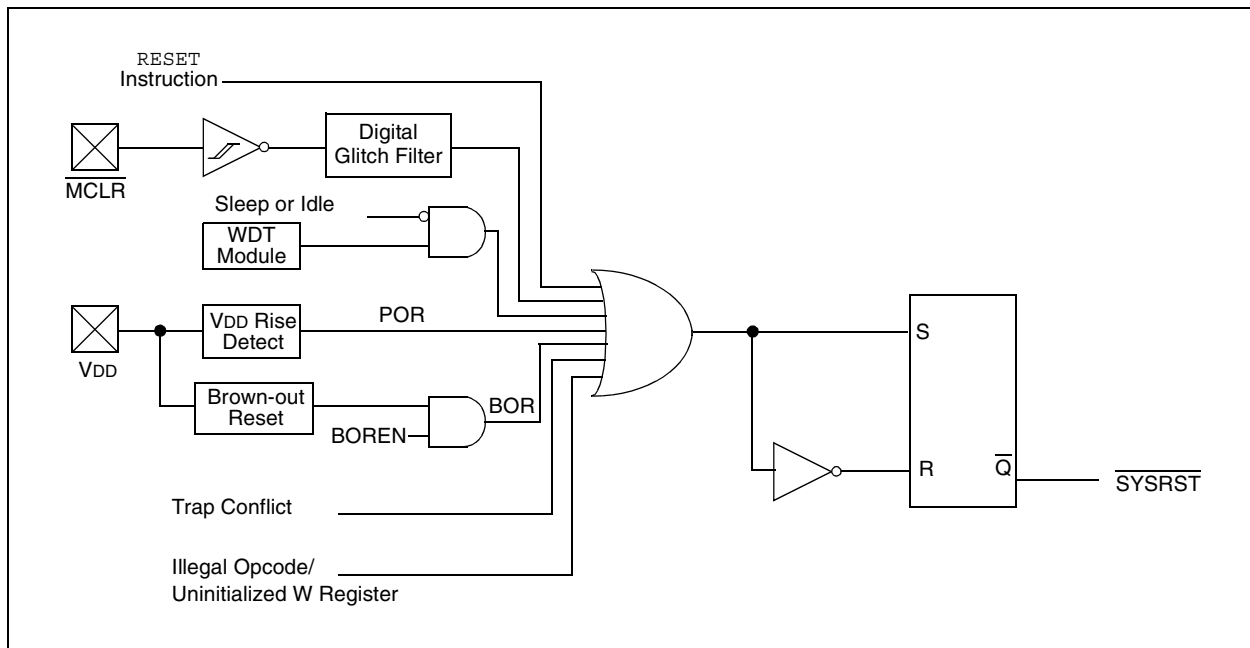 RESET
Instruction
Digital
Glitch Filter
MCLR
Sleep or Idle
WDT
Module
VDD Rise
Detect
POR
S
VDD
Brown-out
Reset
BOR
BOREN
R
Q
SYSRST
Trap Conflict
Illegal Opcode/
Uninitialized W Register